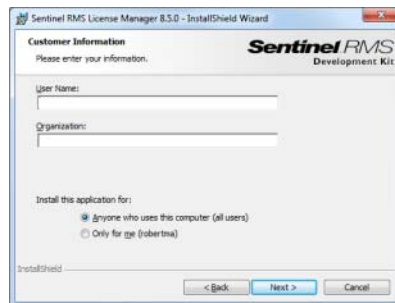 Sentinel RMS License Manager 8.5.0 - InstallShield Wizard
Customer Information
Please enter your information.
Sentinel RMS
Development Kit
User Name:
Organization:
Install this application for:
Anyone who uses this computer (all users)
Only for me (robertma)
InstallShield
< Back
Next >
Cancel